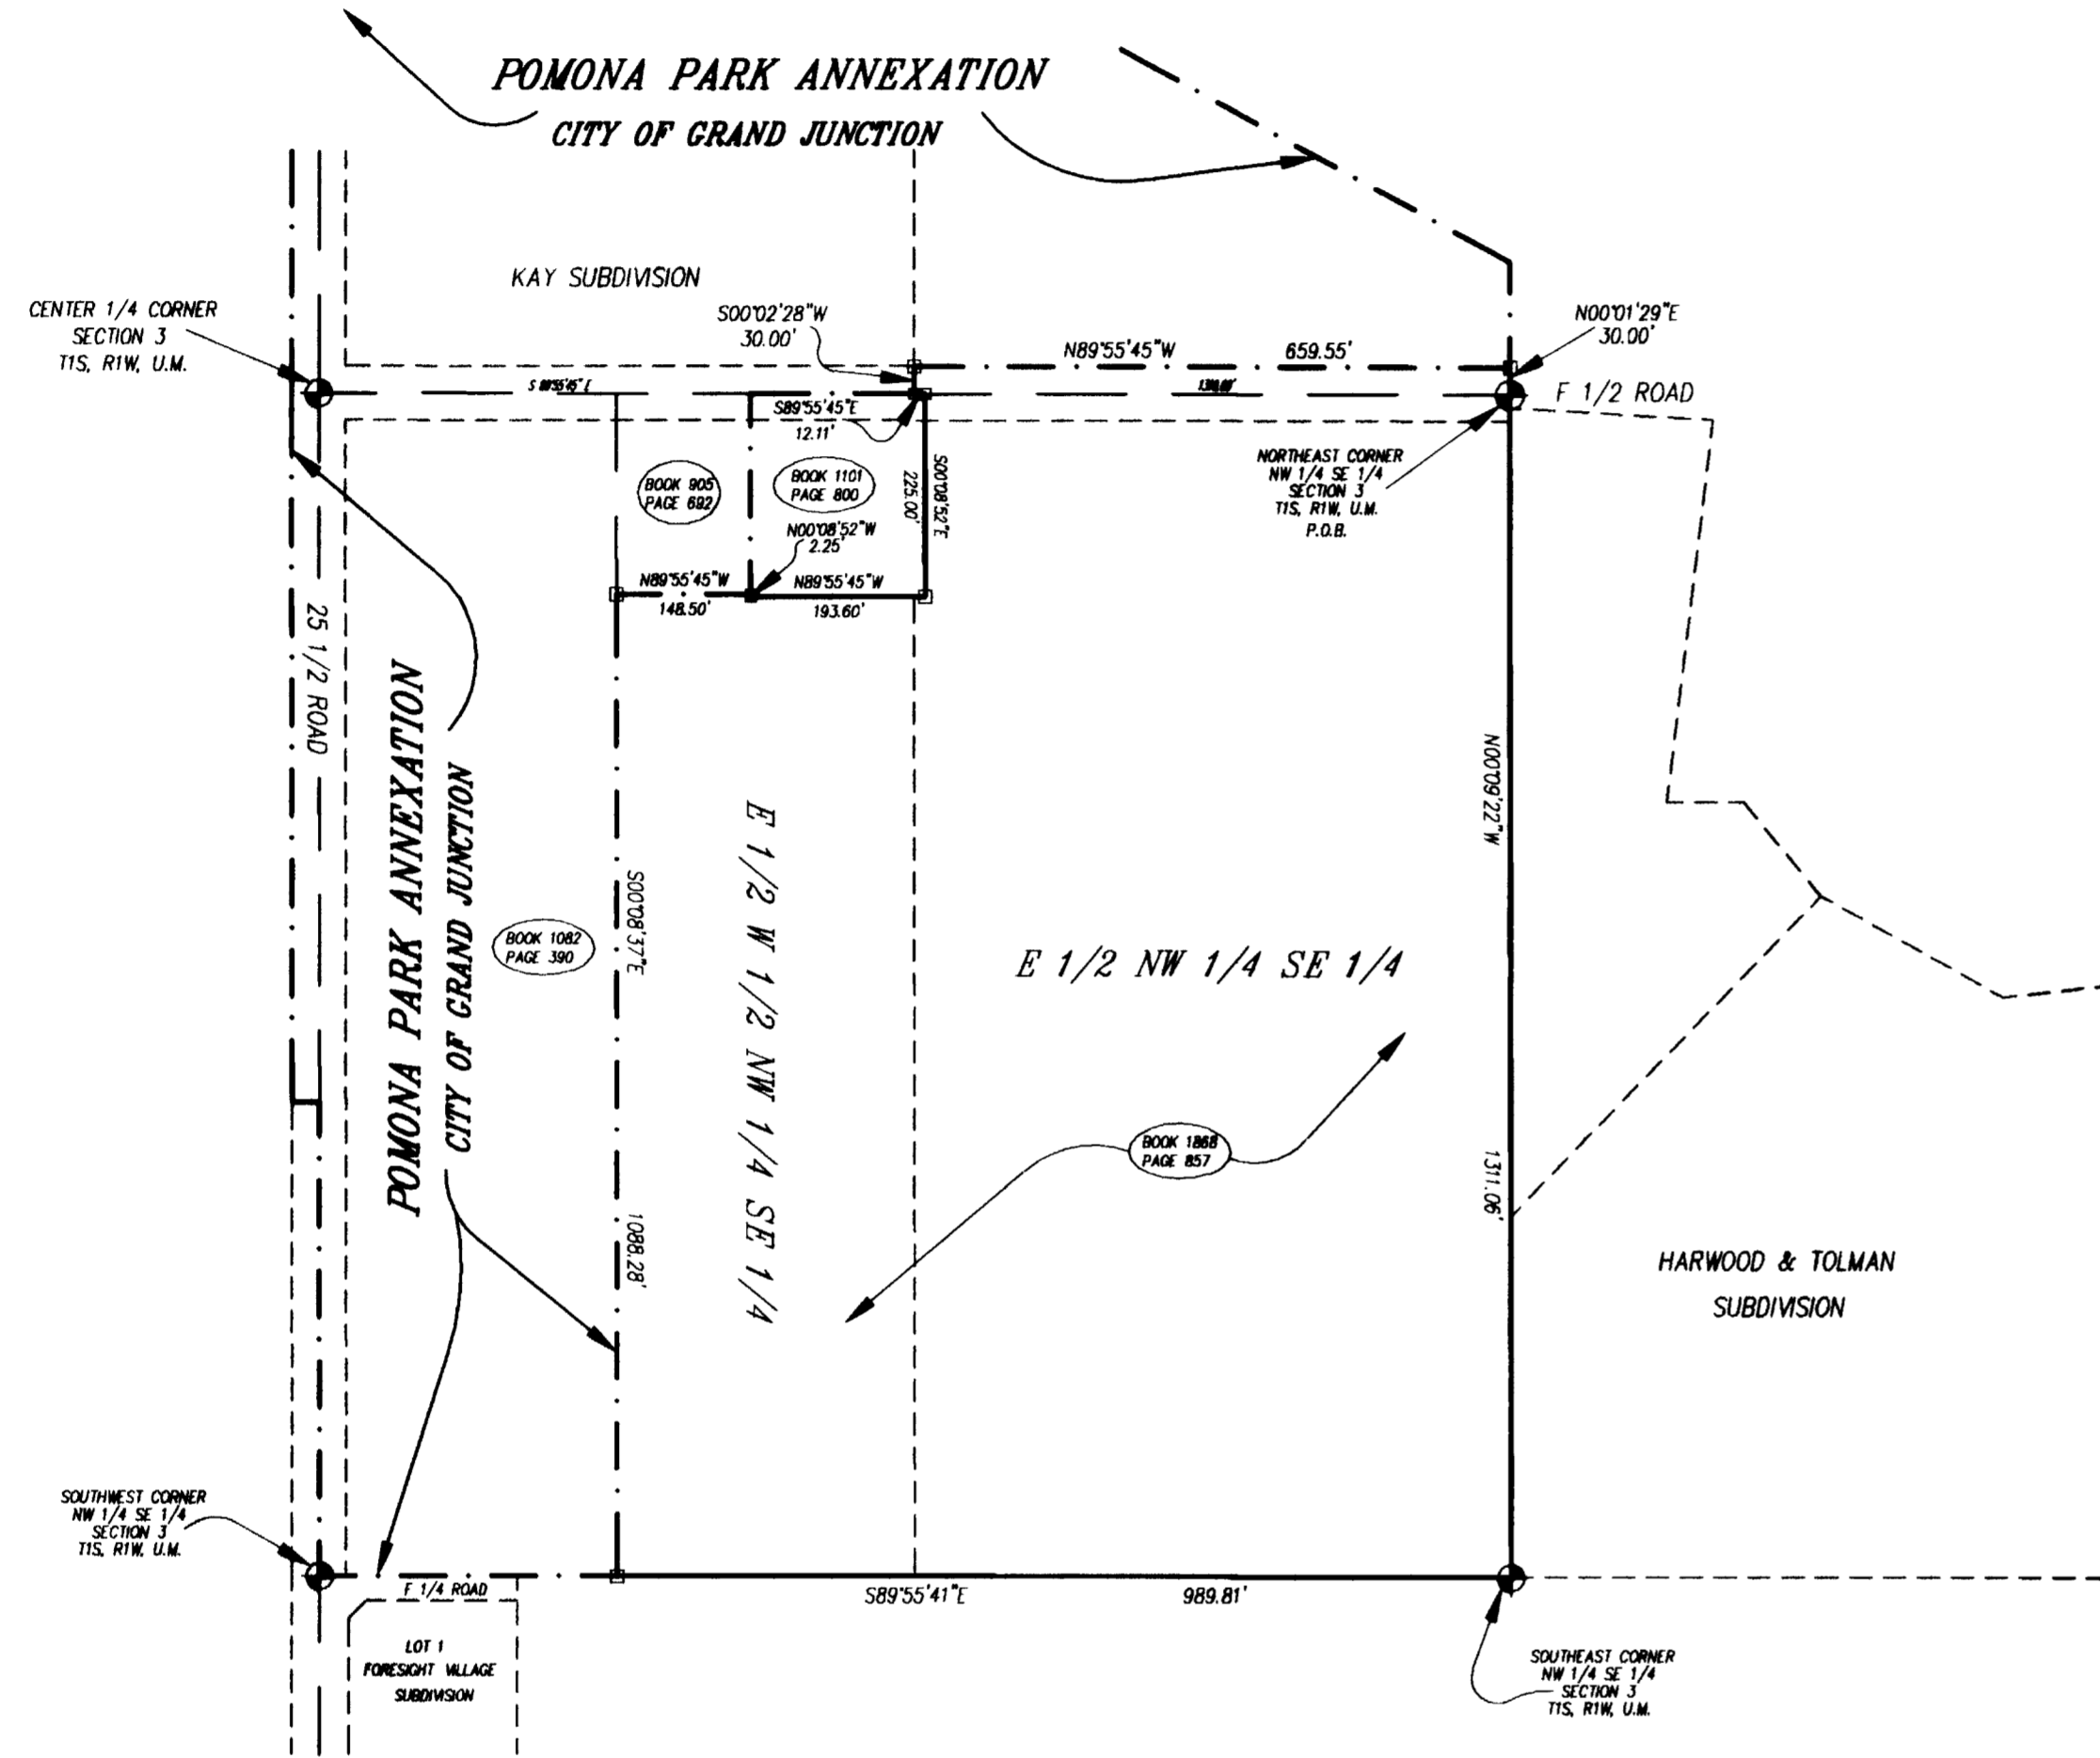 POMONA PARK ANNEXATION
CITY OF GRAND JUNCTION
KAY SUBDIVISION
CENTER 1/4 CORNER
SECTION 3
T1S, R1W, U.M.
S00°02'28"W
30.00'
N89°55'45"W 659.55'
N00°01'29"E
30.00'
F 1/2 ROAD
S 89°55'45" E
S89°55'45"E
12.11'
NORTHEAST CORNER
NW 1/4 SE 1/4
SECTION 3
T1S, R1W, U.M.
P.O.B.
BOOK 905
PAGE 692
BOOK 1101
PAGE 800
S00°08'52"E
225.00'
N00°08'52"W
2.25'
N89°55'45"W
148.50'
N89°55'45"W
193.60'
25 1/2 ROAD
POMONA PARK ANNEXATION
CITY OF GRAND JUNCTION
BOOK 1082
PAGE 390
S00°08'37"E
1088.28'
E 1/2 W 1/2 NW 1/4 SE 1/4
E 1/2 NW 1/4 SE 1/4
BOOK 1868
PAGE 857
N00°09'22"W
1311.06'
HARWOOD & TOLMAN
SUBDIVISION
SOUTHWEST CORNER
NW 1/4 SE 1/4
SECTION 3
T1S, R1W, U.M.
F 1/4 ROAD
S89°55'41"E 989.81'
LOT 1
FORESIGHT VILLAGE
SUBDIVISION
SOUTHEAST CORNER
NW 1/4 SE 1/4
SECTION 3
T1S, R1W, U.M.